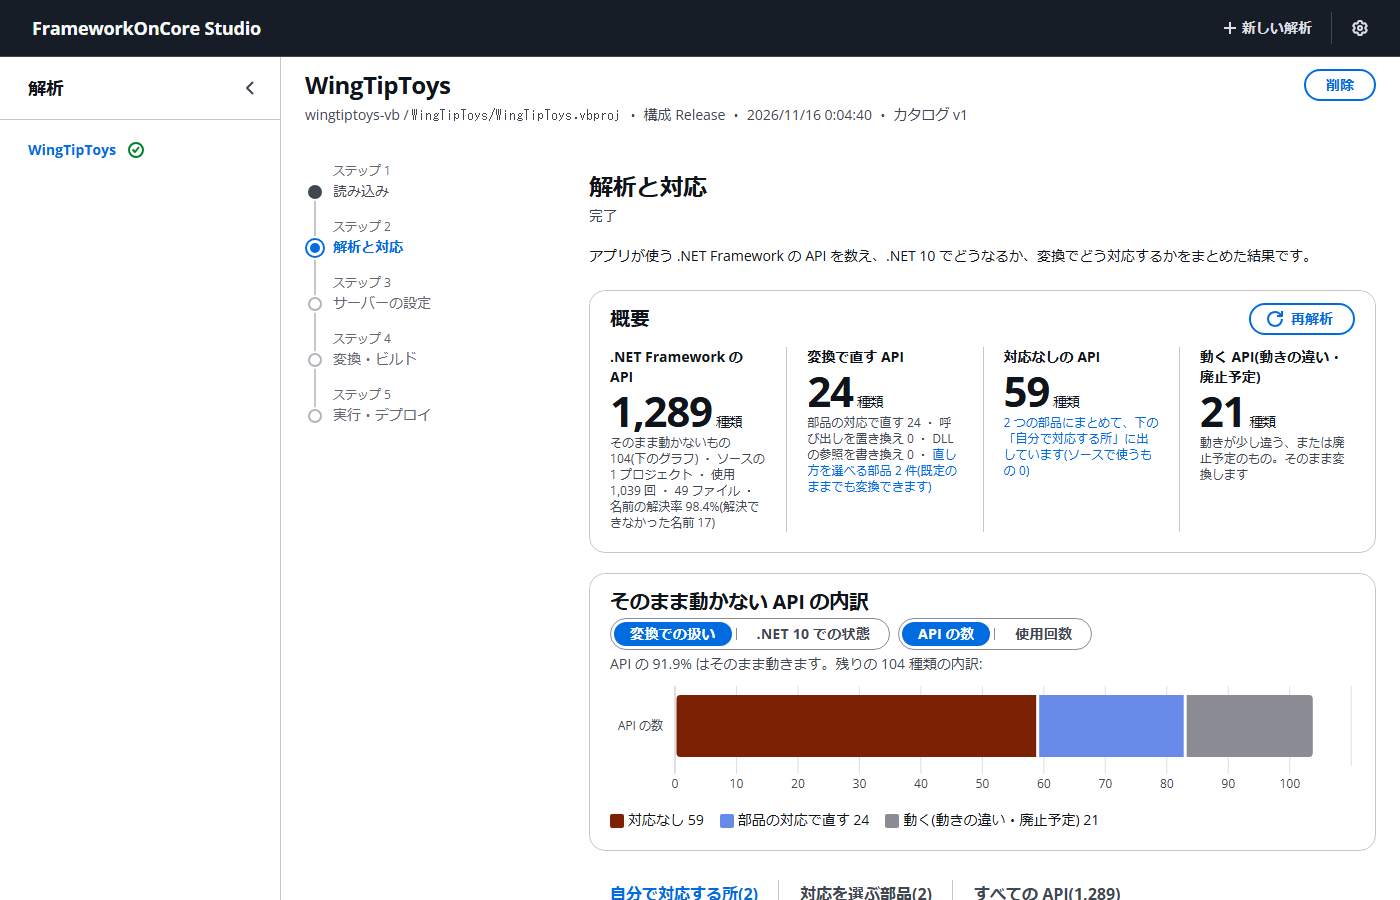 FrameworkOnCore Studio
新しい解析
解析
WingTipToys
WingTipToys
削除
wingtiptoys-vb / WingTipToys/WingTipToys.vbproj ・ 構成 Release ・ 2026/11/16 0:04:40 ・ カタログ v1
ステップ 1
読み込み
ステップ 2
解析と対応
ステップ 3
サーバーの設定
ステップ 4
変換・ビルド
ステップ 5
実行・デプロイ
解析と対応
完了
アプリが使う .NET Framework の API を数え、.NET 10 でどうなるか、変換でどう対応するかをまとめた結果です。
概要
再解析
.NET Framework の
API
1,289 種類
そのまま動かないもの
104(下のグラフ) ・ ソースの
1 プロジェクト ・ 使用
1,039 回 ・ 49 ファイル ・
名前の解決率 98.4%(解決で
きなかった名前 17)
変換で直す API
24 種類
部品の対応で直す 24 ・ 呼
び出しを置き換え 0 ・ DLL
の参照を書き換え 0 ・ 直し
方を選べる部品 2 件(既定の
ままでも変換できます)
対応なしの API
59 種類
2 つの部品にまとめて、下の
「自分で対応する所」に出
しています(ソースで使うも
の 0)
動く API(動きの違い・
廃止予定)
21 種類
動きが少し違う、または廃
止予定のもの。そのまま変
換します
そのまま動かない API の内訳
変換での扱い .NET 10 での状態 API の数 使用回数
API の 91.9% はそのまま動きます。残りの 104 種類の内訳:
API の数
0 10 20 30 40 50 60 70 80 90 100
対応なし 59 部品の対応で直す 24 動く(動きの違い・廃止予定) 21
自分で対応する所(2) 対応を選ぶ部品(2) すべての API(1,289)